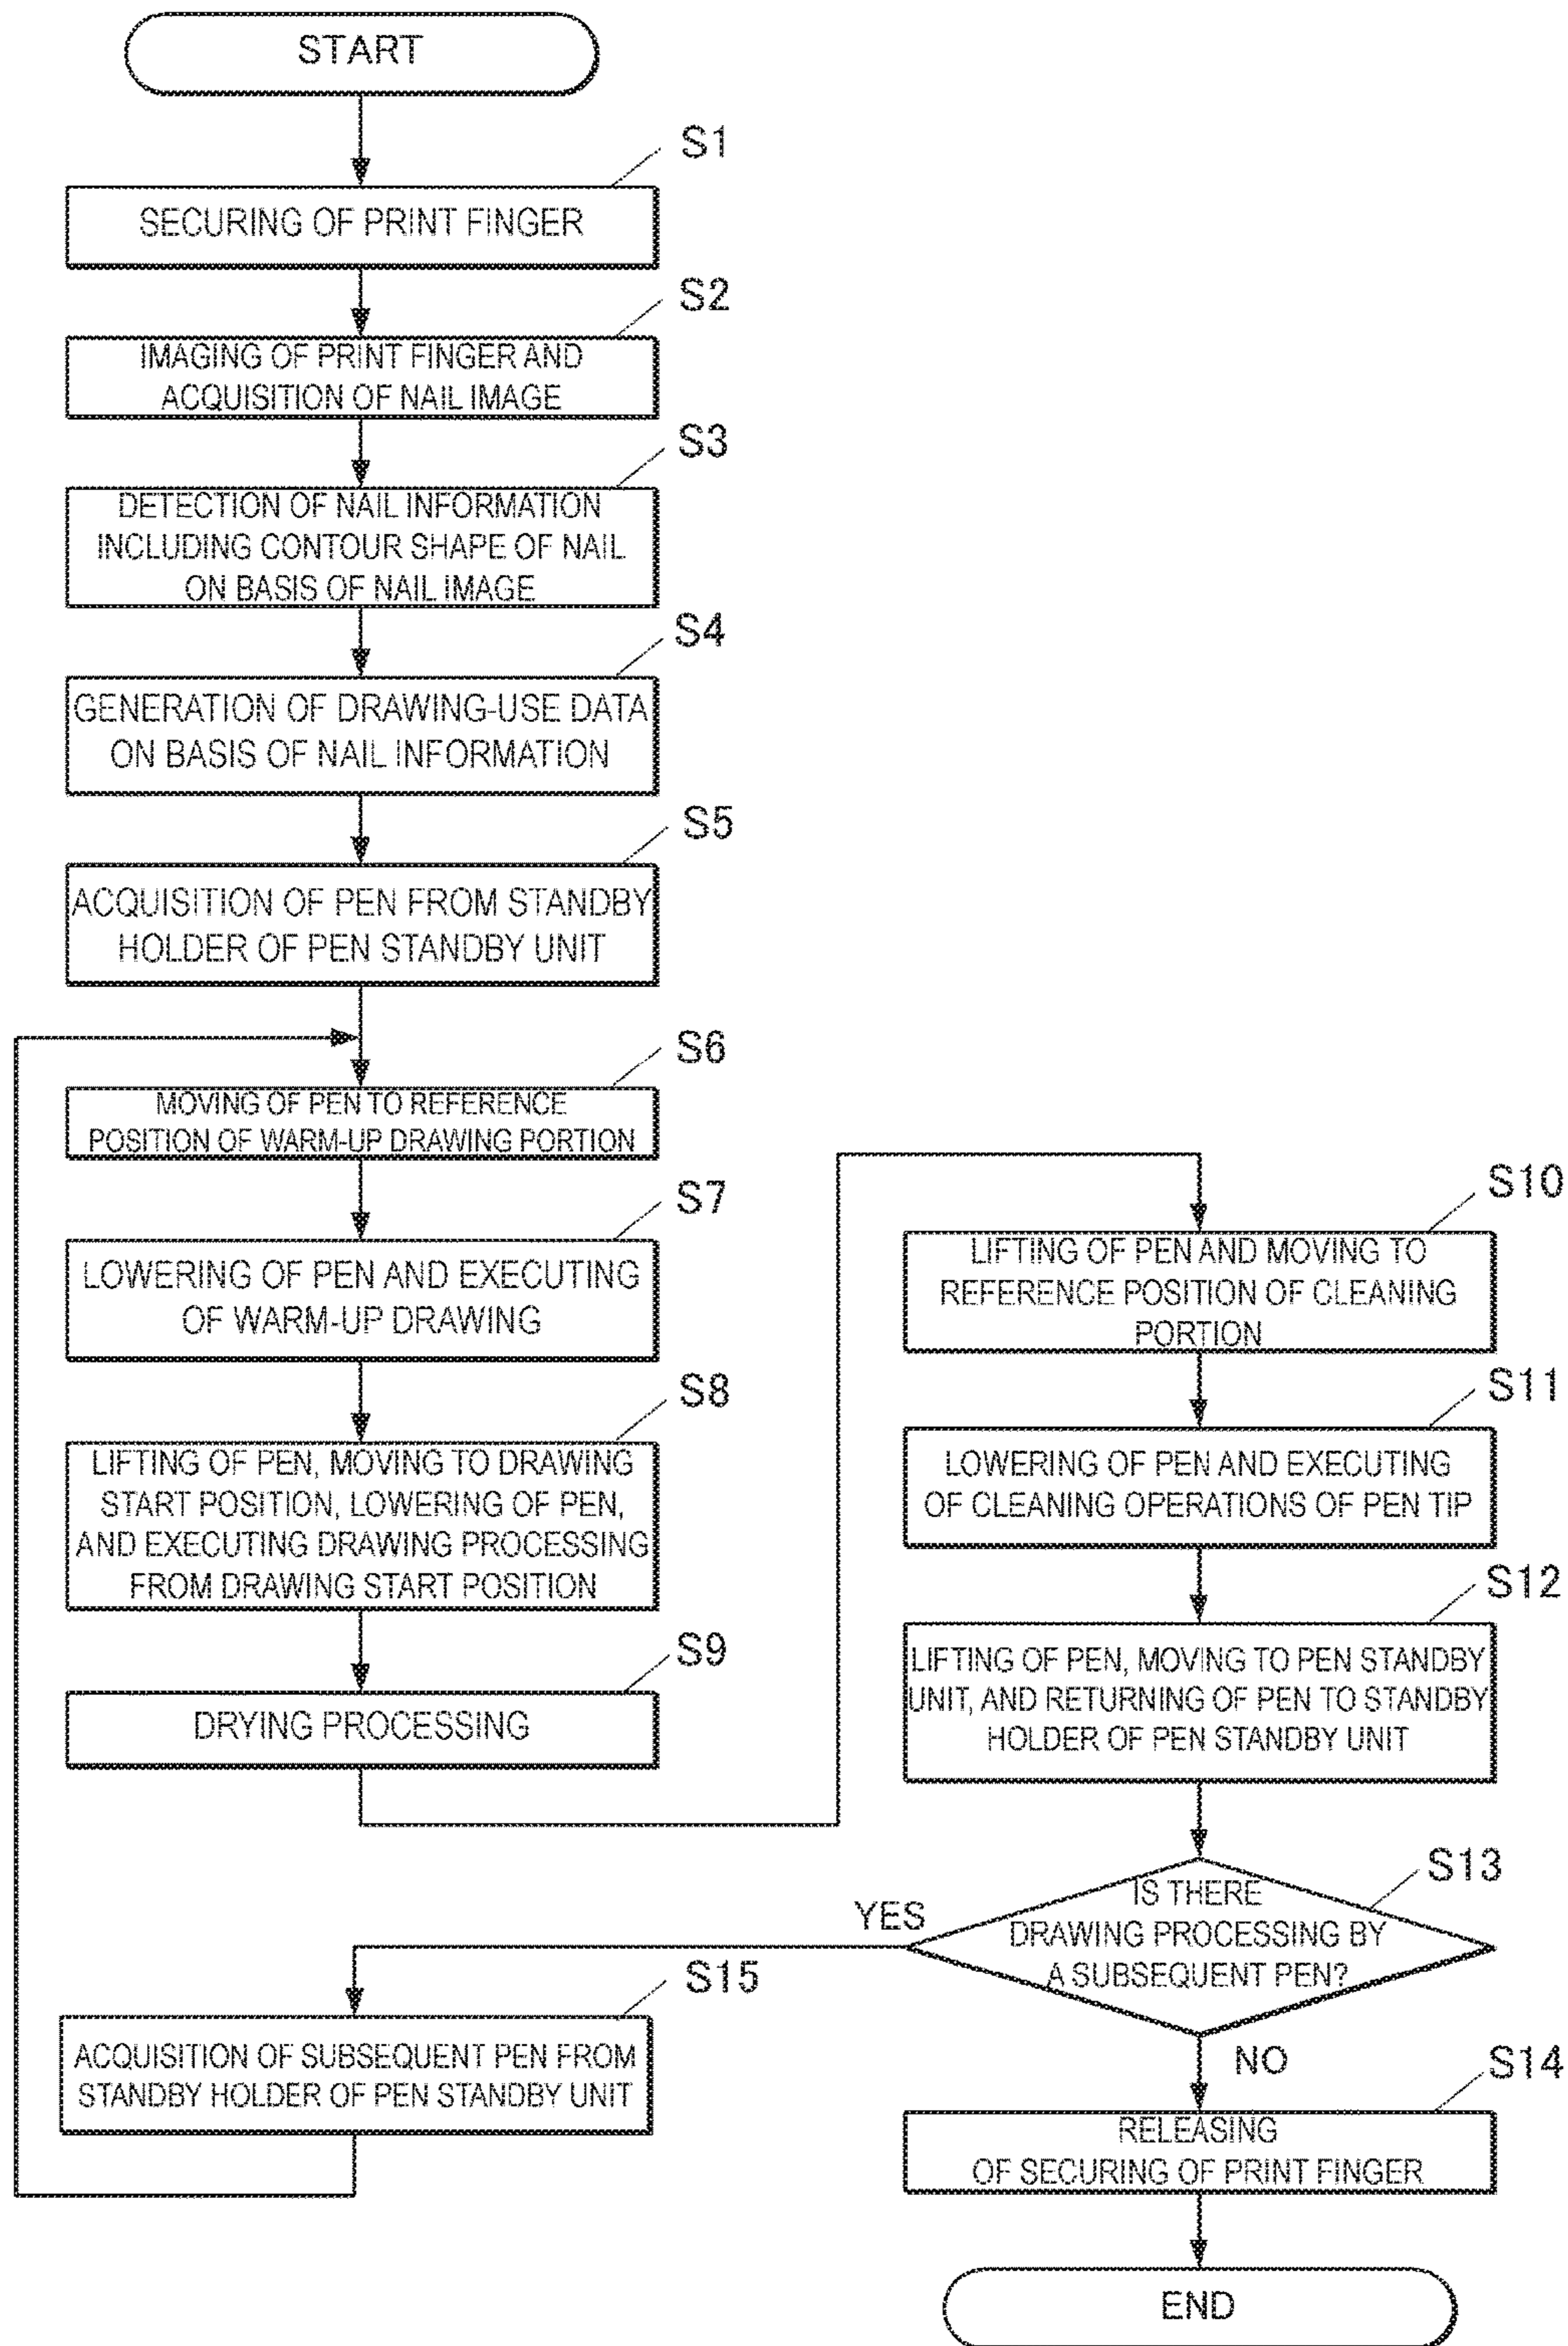 START
S1
SECURING OF PRINT FINGER
S2
IMAGING OF PRINT FINGER AND
ACQUISITION OF NAIL IMAGE
S3
DETECTION OF NAIL INFORMATION
INCLUDING CONTOUR SHAPE OF NAIL
ON BASIS OF NAIL IMAGE
S4
GENERATION OF DRAWING-USE DATA
ON BASIS OF NAIL INFORMATION
S5
ACQUISITION OF PEN FROM STANDBY
HOLDER OF PEN STANDBY UNIT
S6
MOVING OF PEN TO REFERENCE
POSITION OF WARM-UP DRAWING PORTION
S7
LOWERING OF PEN AND EXECUTING
OF WARM-UP DRAWING
S8
LIFTING OF PEN, MOVING TO DRAWING
START POSITION, LOWERING OF PEN,
AND EXECUTING DRAWING PROCESSING
FROM DRAWING START POSITION
S9
DRYING PROCESSING
S10
LIFTING OF PEN AND MOVING TO
REFERENCE POSITION OF CLEANING
PORTION
S11
LOWERING OF PEN AND EXECUTING
OF CLEANING OPERATIONS OF PEN TIP
S12
LIFTING OF PEN, MOVING TO PEN STANDBY
UNIT, AND RETURNING OF PEN TO STANDBY
HOLDER OF PEN STANDBY UNIT
S13
IS THERE
DRAWING PROCESSING BY
A SUBSEQUENT PEN?
YES
S15
ACQUISITION OF SUBSEQUENT PEN FROM
STANDBY HOLDER OF PEN STANDBY UNIT
NO
S14
RELEASING
OF SECURING OF PRINT FINGER
END